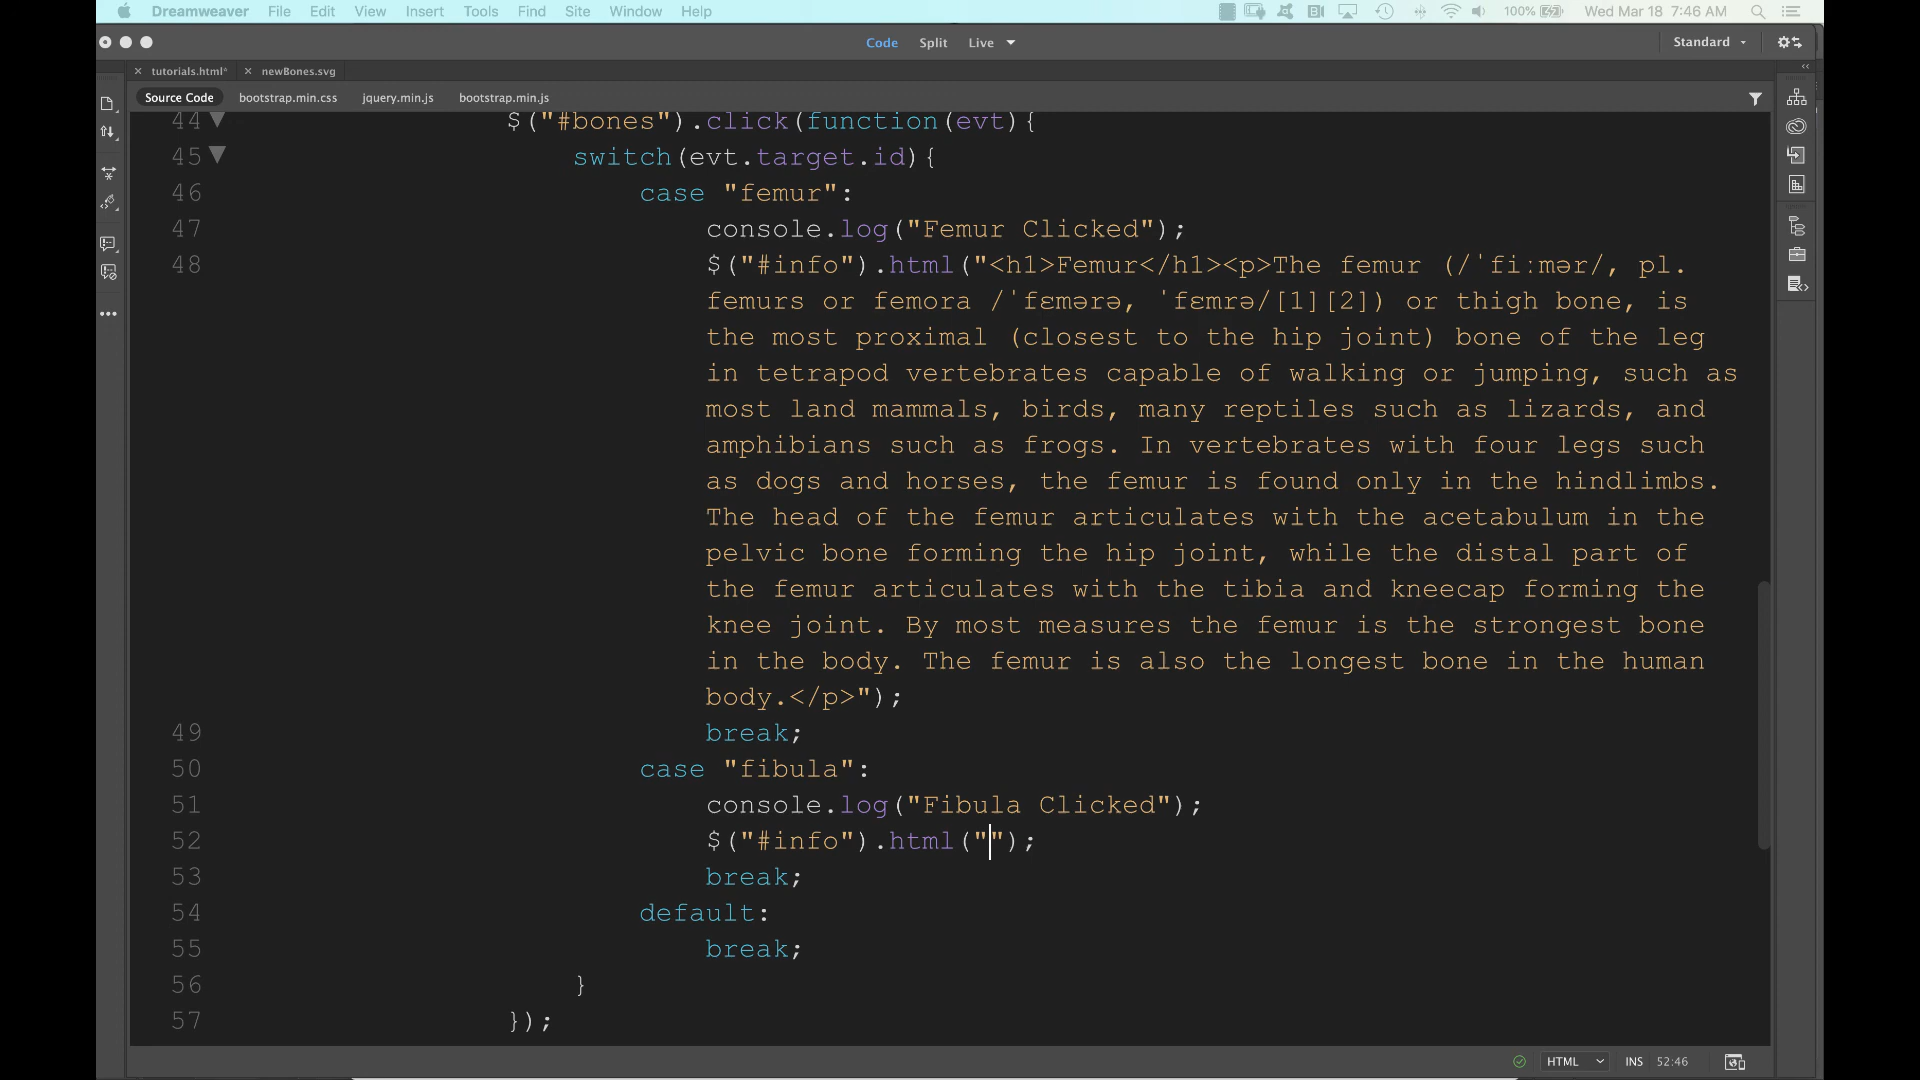 Dreamweaver File Edit View Insert Tools Find Site Window Help 100% Wed Mar 18 7:46 AM
Code Split Live Standard
tutorials.html* newBones.svg
Source Code bootstrap.min.css jquery.min.js bootstrap.min.js
44 $("#bones").click(function(evt){
45 switch(evt.target.id){
46 case "femur":
47 console.log("Femur Clicked");
48 $("#info").html("<h1>Femur</h1><p>The femur (/ˈfiːmər/, pl.
femurs or femora /ˈfɛmərə, ˈfɛmrə/[1][2]) or thigh bone, is
the most proximal (closest to the hip joint) bone of the leg
in tetrapod vertebrates capable of walking or jumping, such as
most land mammals, birds, many reptiles such as lizards, and
amphibians such as frogs. In vertebrates with four legs such
as dogs and horses, the femur is found only in the hindlimbs.
The head of the femur articulates with the acetabulum in the
pelvic bone forming the hip joint, while the distal part of
the femur articulates with the tibia and kneecap forming the
knee joint. By most measures the femur is the strongest bone
in the body. The femur is also the longest bone in the human
body.</p>");
49 break;
50 case "fibula":
51 console.log("Fibula Clicked");
52 $("#info").html("");
53 break;
54 default:
55 break;
56 }
57 });
HTML INS 52:46